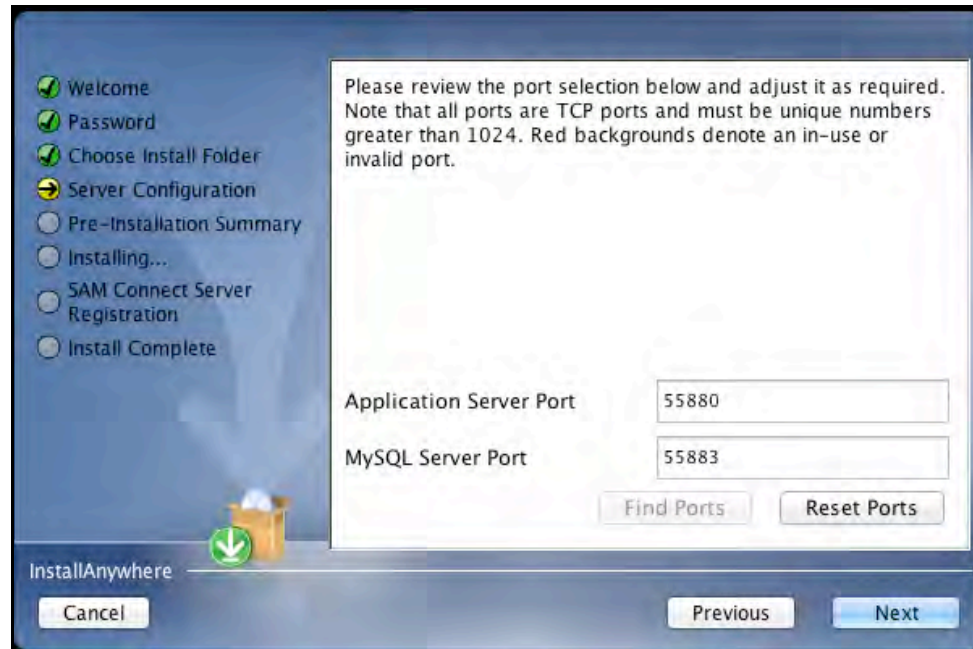 Welcome
Password
Choose Install Folder
Server Configuration
Pre-Installation Summary
Installing...
SAM Connect Server
Registration
Install Complete
Please review the port selection below and adjust it as required.
Note that all ports are TCP ports and must be unique numbers
greater than 1024. Red backgrounds denote an in-use or
invalid port.
Application Server Port 55880
MySQL Server Port 55883
Find Ports Reset Ports
InstallAnywhere
Cancel Previous Next